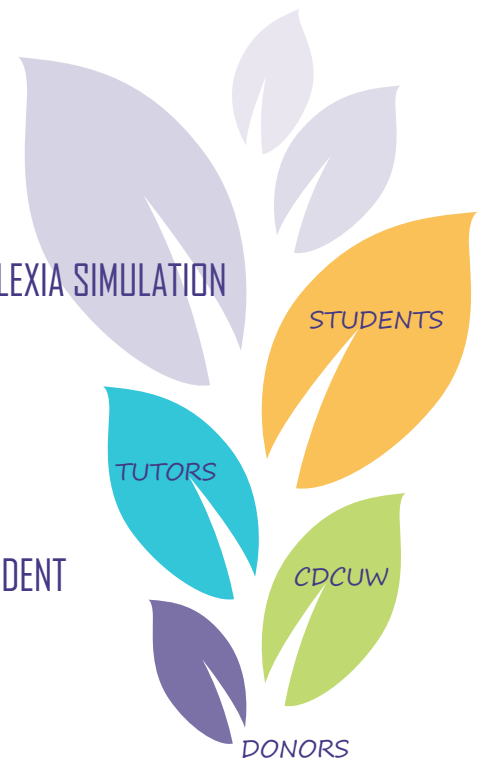 LEXIA SIMULATION
STUDENTS
TUTORS
DENT
CDCUW
DONORS